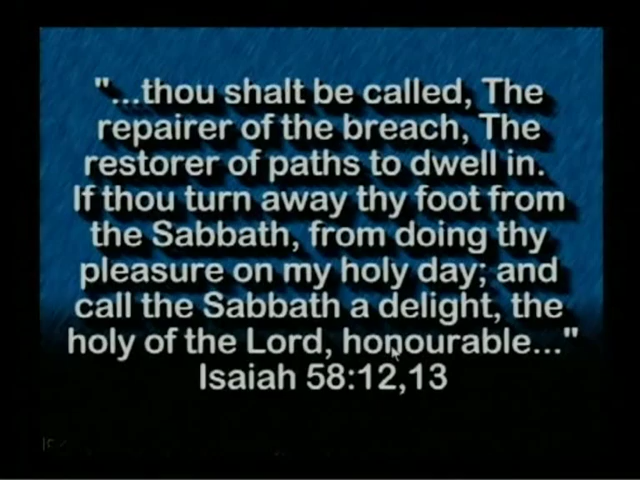 "...thou shalt be called, The
repairer of the breach, The
restorer of paths to dwell in.
If thou turn away thy foot from
the Sabbath, from doing thy
pleasure on my holy day; and
call the Sabbath a delight, the
holy of the Lord, honourable..."
Isaiah 58:12,13